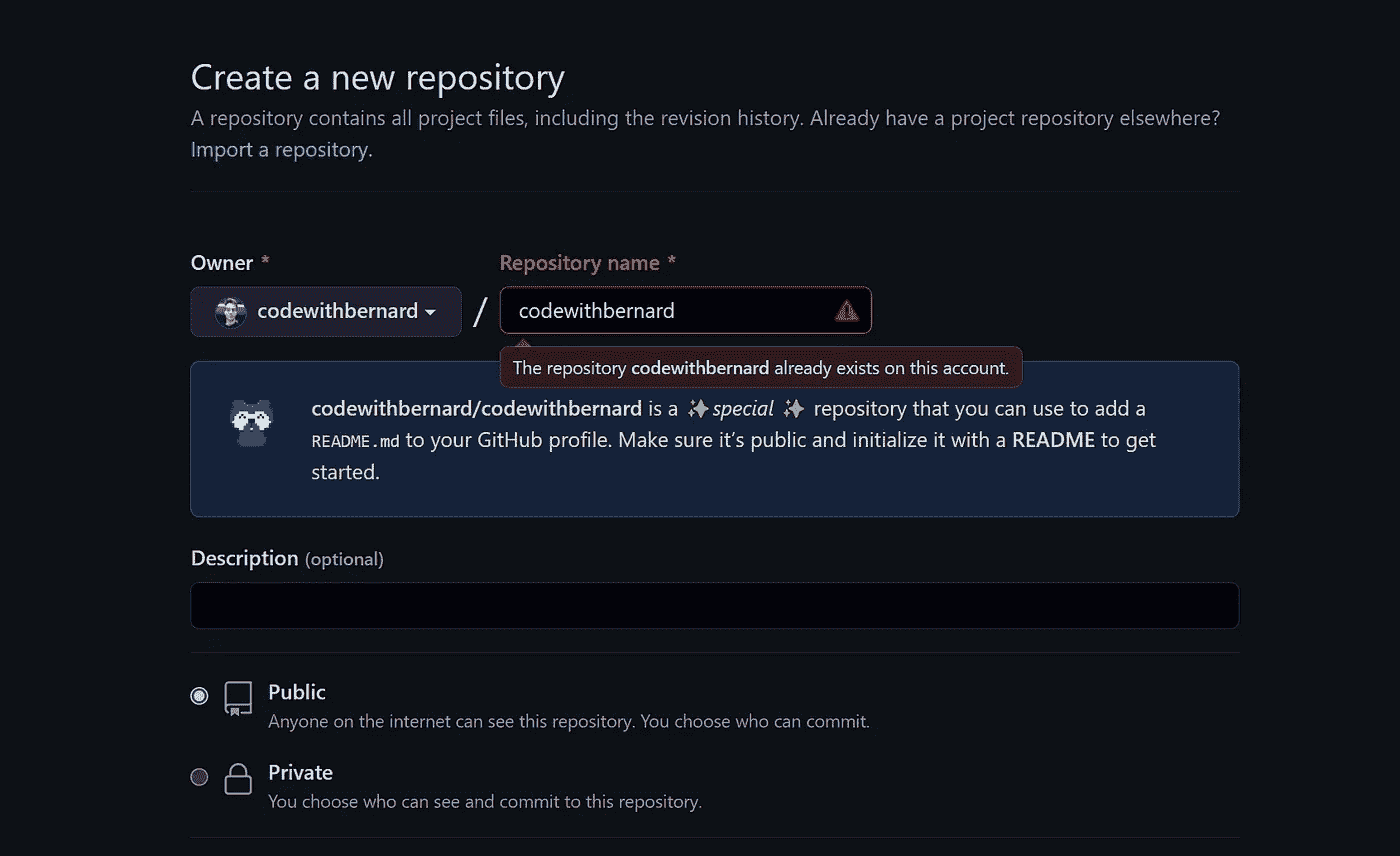 Create a new repository
A repository contains all project files, including the revision history. Already have a project repository elsewhere?
Import a repository.
Owner * Repository name *
codewithbernard / codewithbernard
The repository codewithbernard already exists on this account.
codewithbernard/codewithbernard is a ✨special ✨ repository that you can use to add a
README.md to your GitHub profile. Make sure it’s public and initialize it with a README to get
started.
Description (optional)
Public
Anyone on the internet can see this repository. You choose who can commit.
Private
You choose who can see and commit to this repository.